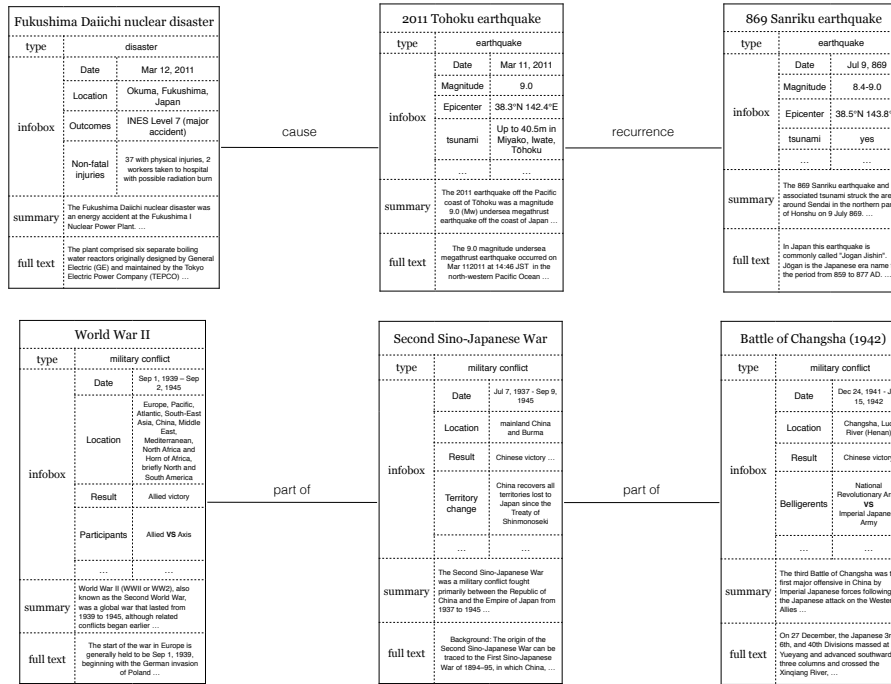 Fukushima Daiichi nuclear disaster
type
disaster
infobox
Date
Mar 12, 2011
Location
Okuma, Fukushima,
Japan
Outcomes
INES Level 7 (major
accident)
Non-fatal
injuries
37 with physical injuries, 2
workers taken to hospital
with possible radiation burn
summary
The Fukushima Daiichi nuclear disaster was
an energy accident at the Fukushima I
Nuclear Power Plant. …
full text
The plant comprised six separate boiling
water reactors originally designed by General
Electric (GE) and maintained by the Tokyo
Electric Power Company (TEPCO) …
cause
2011 Tohoku earthquake
type
earthquake
infobox
Date
Mar 11, 2011
Magnitude
9.0
Epicenter
38.3°N 142.4°E
tsunami
Up to 40.5m in
Miyako, Iwate,
Tōhoku
…
…
summary
The 2011 earthquake off the Pacific
coast of Tōhoku was a magnitude
9.0 (Mw) undersea megathrust
earthquake off the coast of Japan …
full text
The 9.0 magnitude undersea
megathrust earthquake occurred on
Mar 112011 at 14:46 JST in the
north-western Pacific Ocean …
recurrence
869 Sanriku earthquake
type
earthquake
infobox
Date
Jul 9, 869
Magnitude
8.4-9.0
Epicenter
38.5°N 143.8°
tsunami
yes
…
…
summary
The 869 Sanriku earthquake and
associated tsunami struck the are
around Sendai in the northern par
of Honshu on 9 July 869. …
full text
In Japan this earthquake is
commonly called "Jogan Jishin".
Jōgan is the Japanese era name
the period from 859 to 877 AD. …
World War II
type
military conflict
infobox
Date
Sep 1, 1939 – Sep
2, 1945
Location
Europe, Pacific,
Atlantic, South-East
Asia, China, Middle
East,
Mediterranean,
North Africa and
Horn of Africa,
briefly North and
South America
Result
Allied victory
Participants
Allied VS Axis
…
…
summary
World War II (WWII or WW2), also
known as the Second World War,
was a global war that lasted from
1939 to 1945, although related
conflicts began earlier …
full text
The start of the war in Europe is
generally held to be Sep 1, 1939,
beginning with the German invasion
of Poland …
part of
Second Sino-Japanese War
type
military conflict
infobox
Date
Jul 7, 1937 - Sep 9,
1945
Location
mainland China
and Burma
Result
Chinese victory …
Territory
change
China recovers all
territories lost to
Japan since the
Treaty of
Shinmonoseki
…
…
summary
The Second Sino-Japanese War
was a military conflict fought
primarily between the Republic of
China and the Empire of Japan from
1937 to 1945 …
full text
Background: The origin of the
Second Sino-Japanese War can be
traced to the First Sino-Japanese
War of 1894–95, in which China, …
part of
Battle of Changsha (1942)
type
military conflict
infobox
Date
Dec 24, 1941 - J
15, 1942
Location
Changsha, Luo
River (Henan)
Result
Chinese victory
Belligerents
National
Revolutionary Arm
VS
Imperial Japane
Army
…
…
summary
The third Battle of Changsha was t
first major offensive in China by
Imperial Japanese forces following
the Japanese attack on the Wester
Allies …
full text
On 27 December, the Japanese 3r
6th, and 40th Divisions massed at
Yueyang and advanced southward
three columns and crossed the
Xinqiang River, …